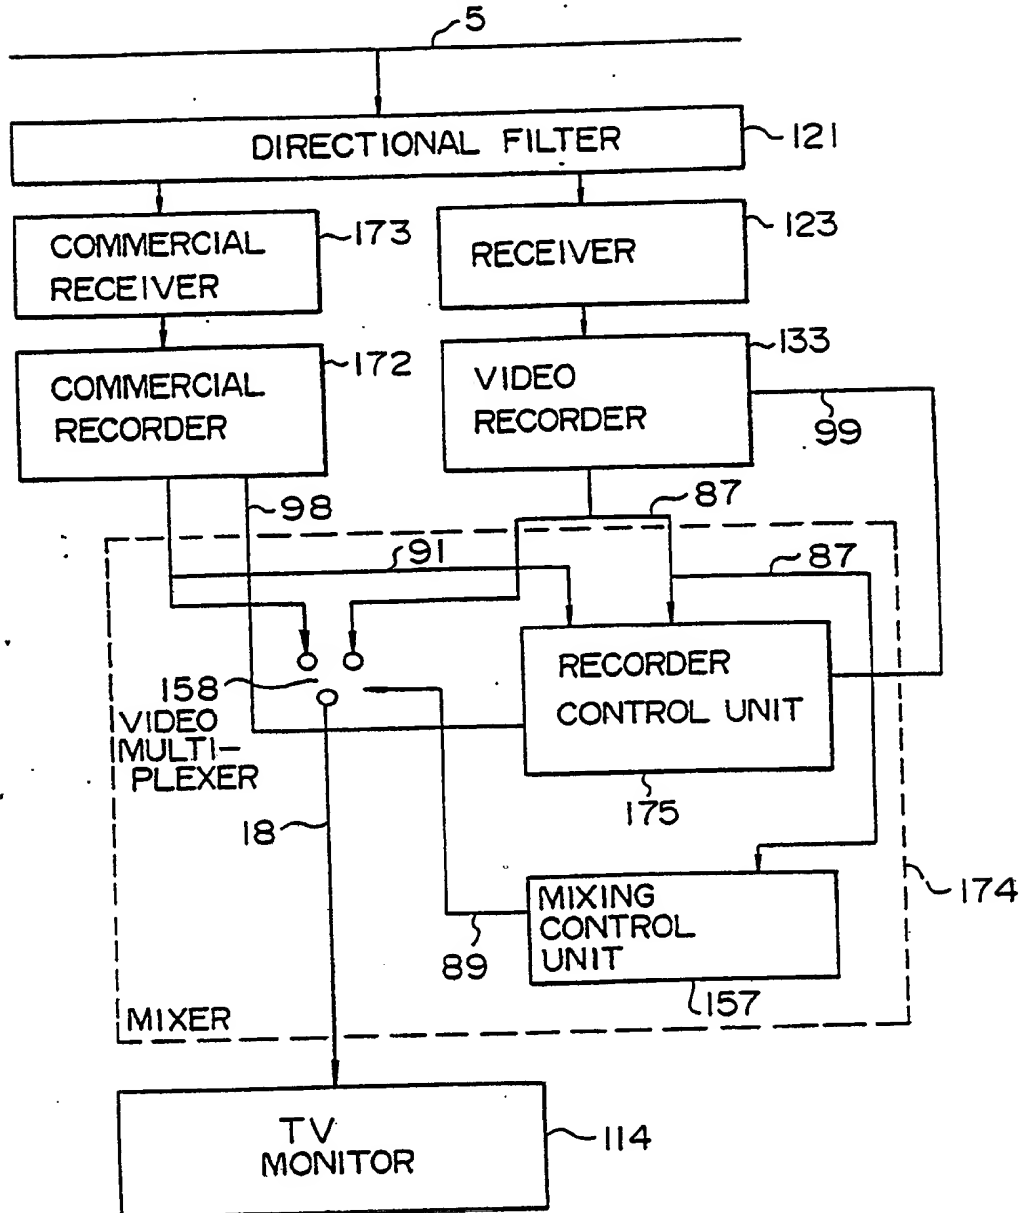 5
DIRECTIONAL FILTER
121
COMMERCIAL
RECEIVER
173
RECEIVER
123
COMMERCIAL
RECORDER
172
VIDEO
RECORDER
133
99
98
87
91
87
158
VIDEO
MULTI-
PLEXER
RECORDER
CONTROL UNIT
175
18
174
MIXING
CONTROL
UNIT
89
157
MIXER
TV
MONITOR
114